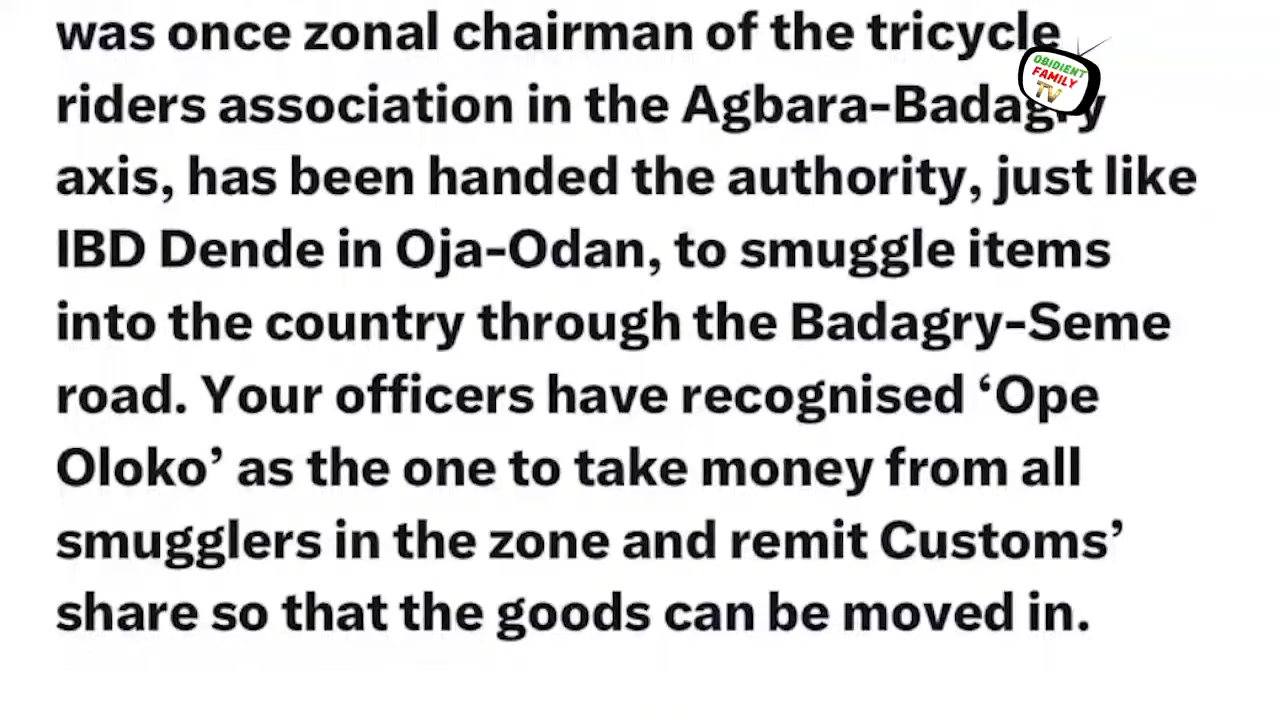 was once zonal chairman of the tricycle
riders association in the Agbara-Badagry
axis, has been handed the authority, just like
IBD Dende in Oja-Odan, to smuggle items
into the country through the Badagry-Seme
road. Your officers have recognised ‘Ope
Oloko’ as the one to take money from all
smugglers in the zone and remit Customs’
share so that the goods can be moved in.
OBIDIENT
FAMILY
TV